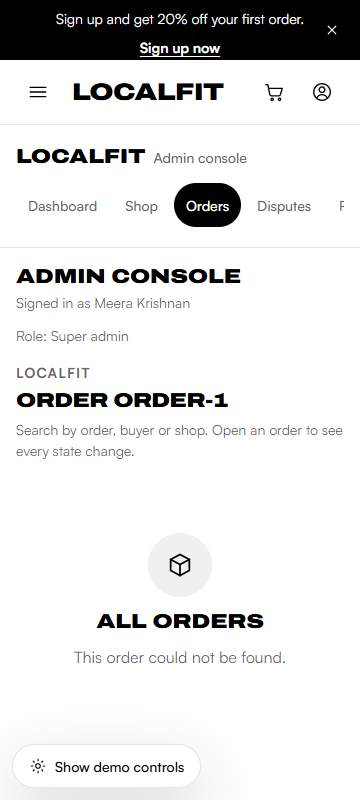 Sign up and get 20% off your first order.
Sign up now
LOCALFIT
LOCALFIT Admin console
Dashboard Shop Orders Disputes
ADMIN CONSOLE
Signed in as Meera Krishnan
Role: Super admin
LOCALFIT
ORDER ORDER-1
Search by order, buyer or shop. Open an order to see
every state change.
ALL ORDERS
This order could not be found.
Show demo controls